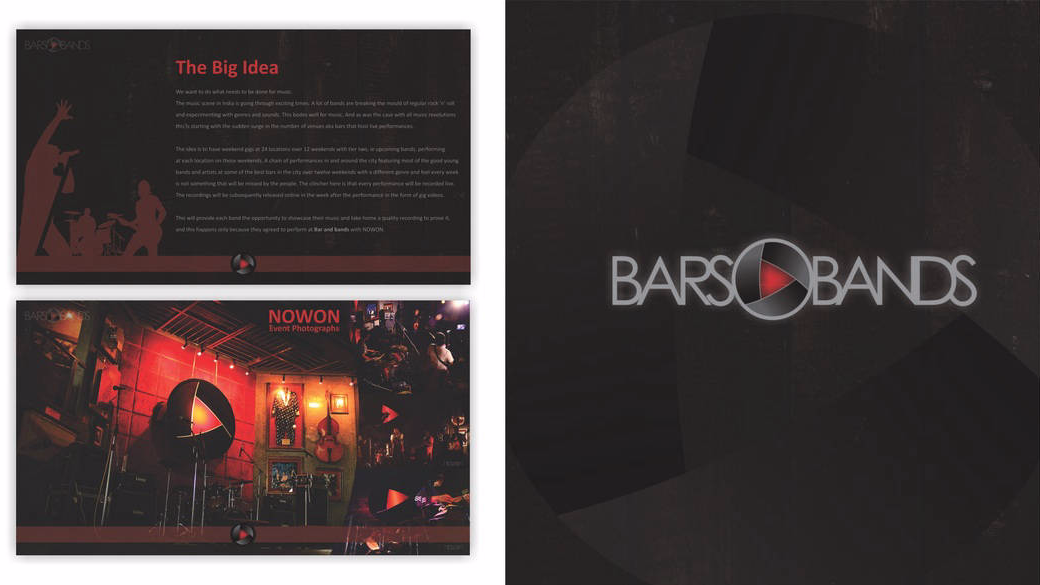 BARS BANDS
The Big Idea
We want to do what needs to be done for music.
The music scene in India is going through exciting times. A lot of bands are breaking the mould of regular rock 'n' roll
and experimenting with genres and sounds. This bodes well for music. And as was the case with all music revolutions
this is starting with the sudden surge in the number of venues aka bars that host live performances.
The idea is to have weekend gigs at 24 locations over 12 weekends with tier two, or upcoming bands, performing
at each location on those weekends. A chain of performances in and around the city featuring most of the good young
bands and artists at some of the best bars in the city over twelve weekends with a different genre and feel every week
is not something that will be missed by the people. The clincher here is that every performance will be recorded live.
The recordings will be subsequently released online in the week after the performance in the form of gig videos.
This will provide each band the opportunity to showcase their music and take home a quality recording to prove it,
and this happens only because they agreed to perform at Bar and bands with NOWON.
BARS BANDS
NOWON
Event Photographs
BARS BANDS